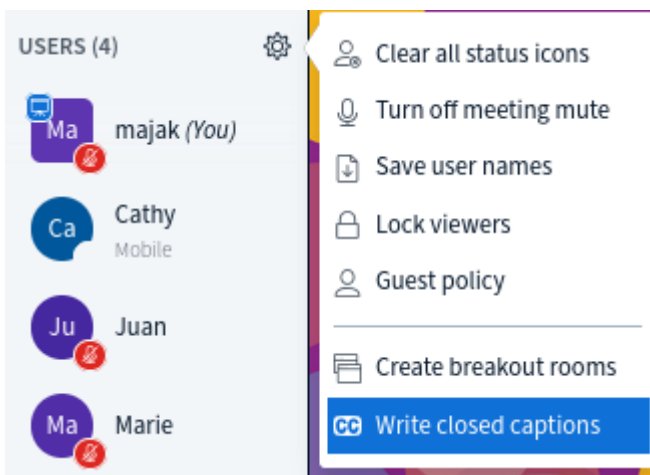 USERS (4)
Ma majak (You)
Ca Cathy
Mobile
Ju Juan
Ma Marie
Clear all status icons
Turn off meeting mute
Save user names
Lock viewers
Guest policy
Create breakout rooms
CC Write closed captions